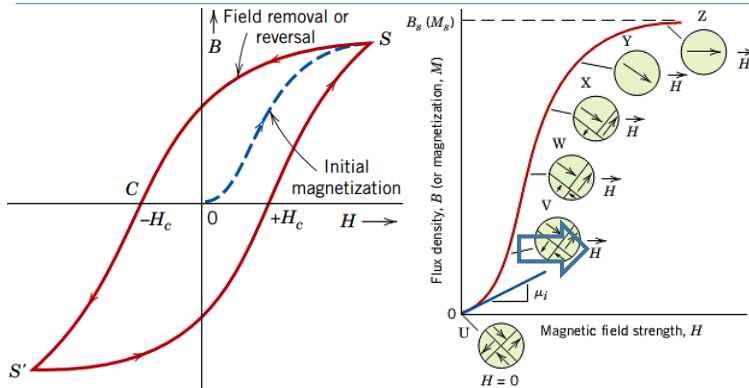 Field removal or
reversal
B
S
Initial
magnetization
C
−H_c
0
+H_c
H
S′
B_s (M_s)
Z
H
Y
H
X
H
W
H
V
H
μ_i
Flux density, B (or magnetization, M)
0
U
Magnetic field strength, H
H = 0